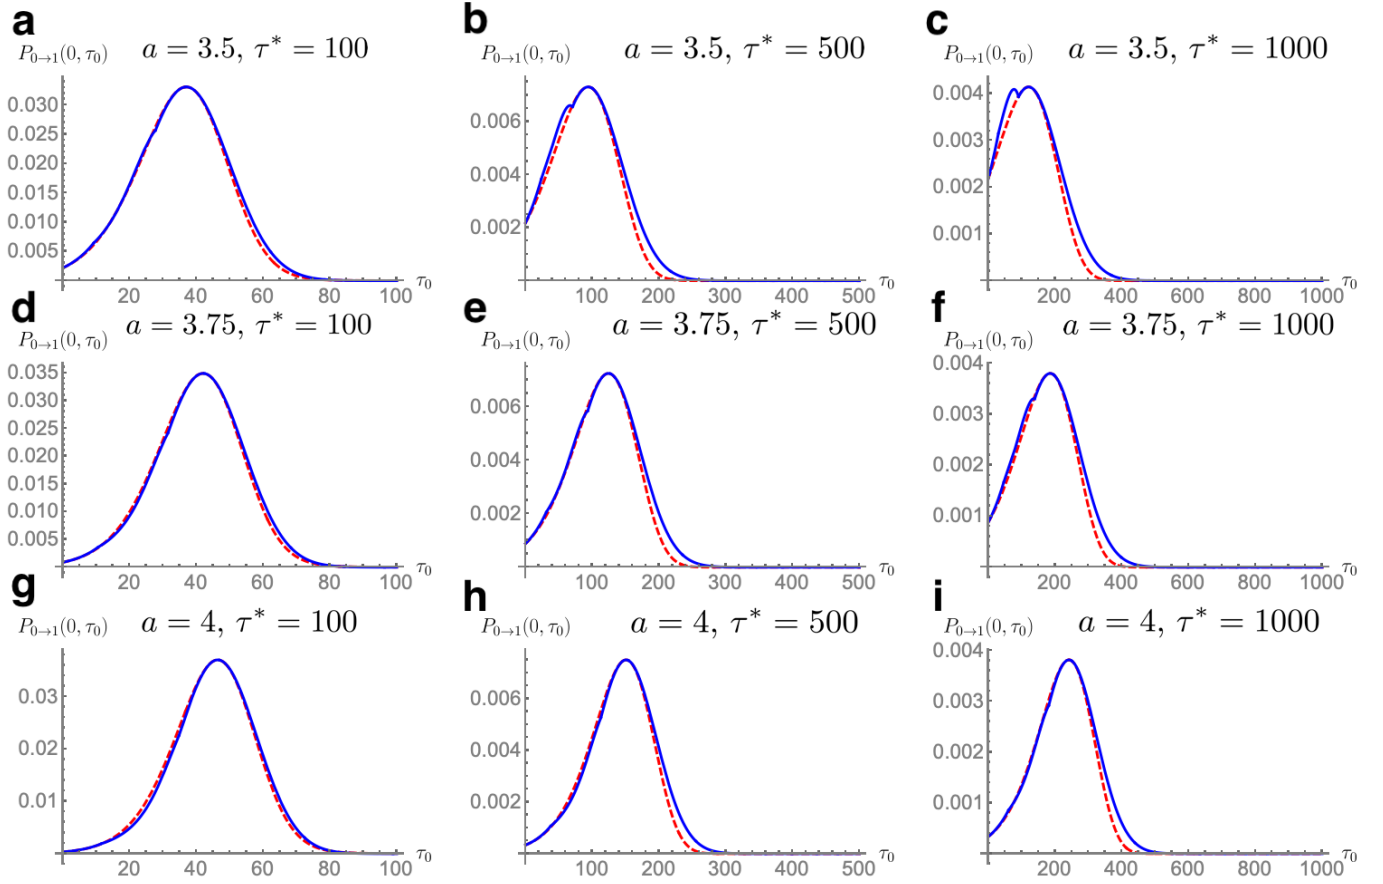 a
P0→1(0, τ0)
a = 3.5, τ* = 100
0.030
0.025
0.020
0.015
0.010
0.005
20 40 60 80 100 τ0
b
P0→1(0, τ0)
a = 3.5, τ* = 500
0.006
0.004
0.002
100 200 300 400 500 τ0
c
P0→1(0, τ0)
a = 3.5, τ* = 1000
0.004
0.003
0.002
0.001
200 400 600 800 1000 τ0
d
P0→1(0, τ0)
a = 3.75, τ* = 100
0.035
0.030
0.025
0.020
0.015
0.010
0.005
20 40 60 80 100 τ0
e
P0→1(0, τ0)
a = 3.75, τ* = 500
0.006
0.004
0.002
100 200 300 400 500 τ0
f
P0→1(0, τ0)
a = 3.75, τ* = 1000
0.004
0.003
0.002
0.001
200 400 600 800 1000 τ0
g
P0→1(0, τ0)
a = 4, τ* = 100
0.03
0.02
0.01
20 40 60 80 100 τ0
h
P0→1(0, τ0)
a = 4, τ* = 500
0.006
0.004
0.002
100 200 300 400 500 τ0
i
P0→1(0, τ0)
a = 4, τ* = 1000
0.004
0.003
0.002
0.001
200 400 600 800 1000 τ0